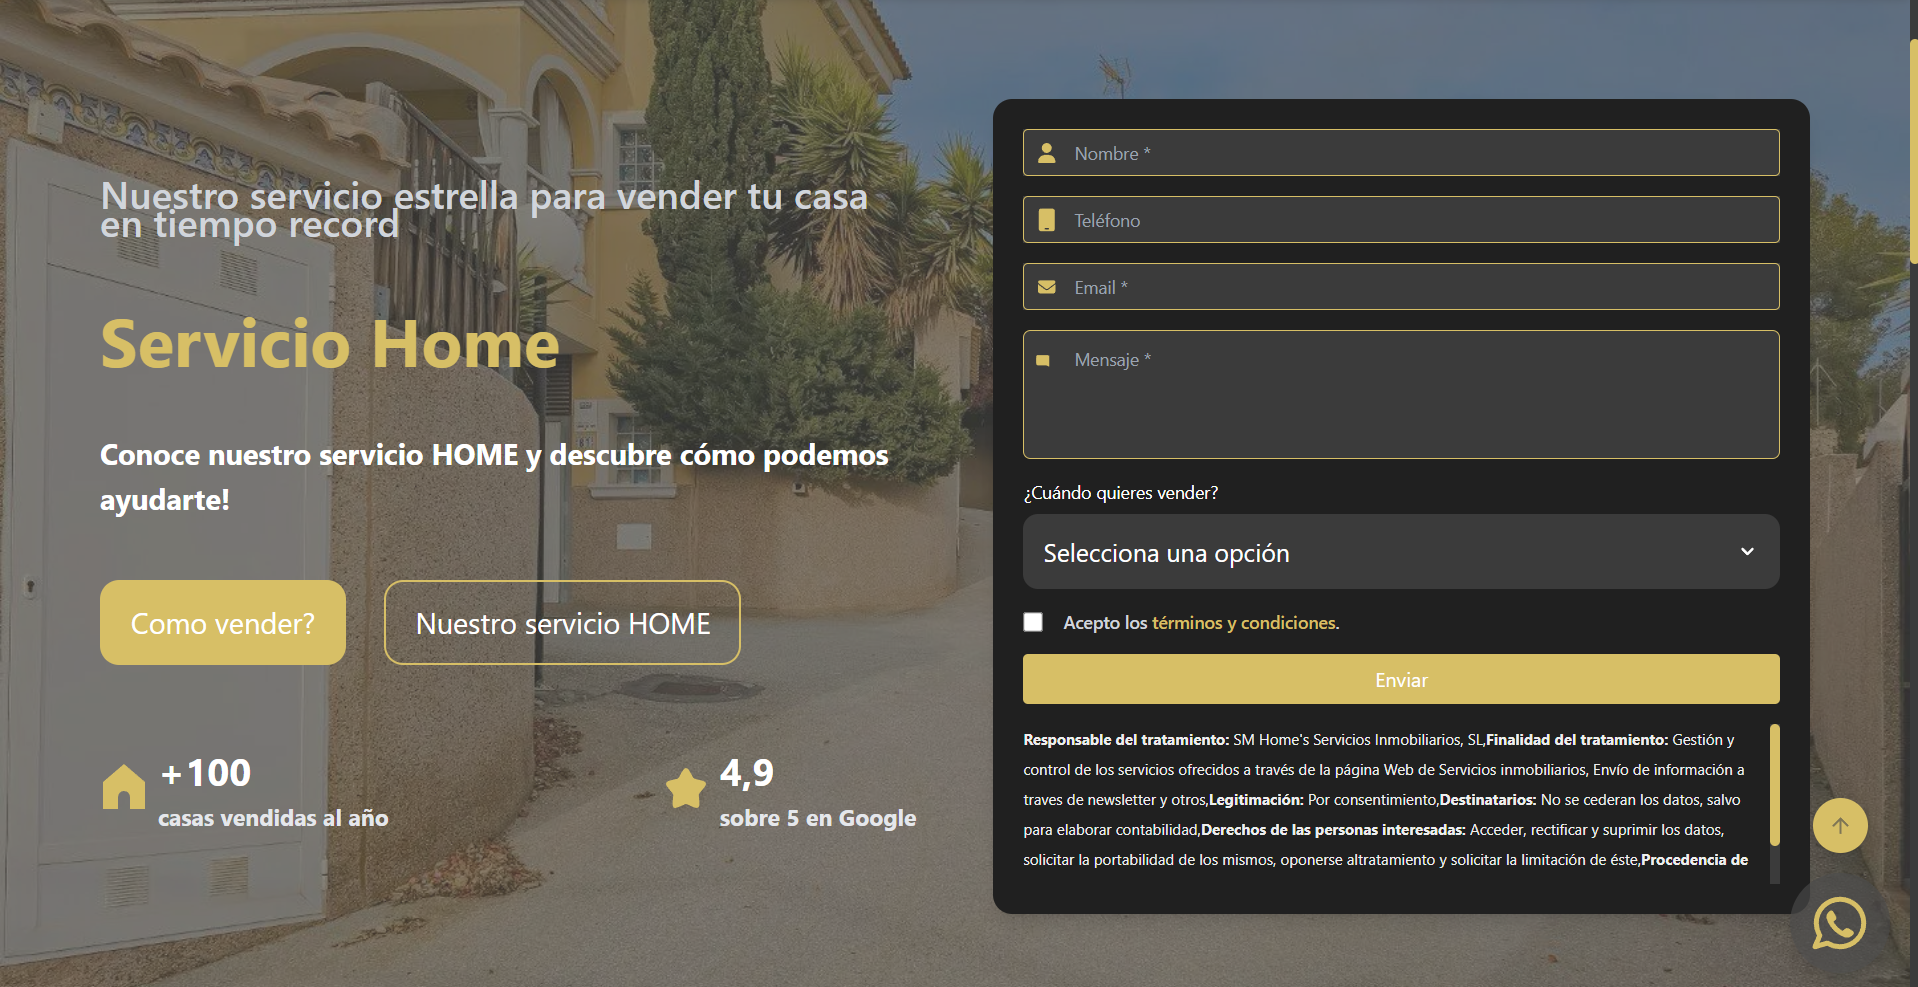 Nuestro servicio estrella para vender tu casa
en tiempo record
Servicio Home
Conoce nuestro servicio HOME y descubre cómo podemos
ayudarte!
Como vender?
Nuestro servicio HOME
+100
casas vendidas al año
4,9
sobre 5 en Google
Nombre *
Teléfono
Email *
Mensaje *
¿Cuándo quieres vender?
Selecciona una opción
Acepto los términos y condiciones.
Enviar
Responsable del tratamiento: SM Home's Servicios Inmobiliarios, SL,Finalidad del tratamiento: Gestión y
control de los servicios ofrecidos a través de la página Web de Servicios inmobiliarios, Envío de información a
traves de newsletter y otros,Legitimación: Por consentimiento,Destinatarios: No se cederan los datos, salvo
para elaborar contabilidad,Derechos de las personas interesadas: Acceder, rectificar y suprimir los datos,
solicitar la portabilidad de los mismos, oponerse altratamiento y solicitar la limitación de éste,Procedencia de